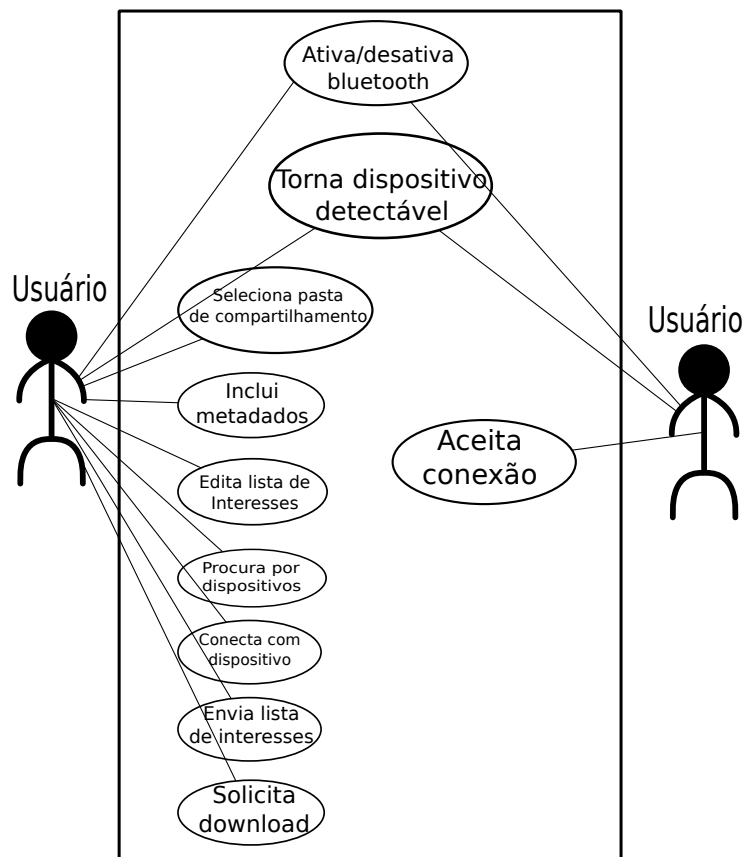 Ativa/desativa
bluetooth
Torna dispositivo
detectável
Usuário
Seleciona pasta
de compartilhamento
Usuário
Inclui
metadados
Aceita
conexão
Edita lista de
Interesses
Procura por
dispositivos
Conecta com
dispositivo
Envia lista
de interesses
Solicita
download